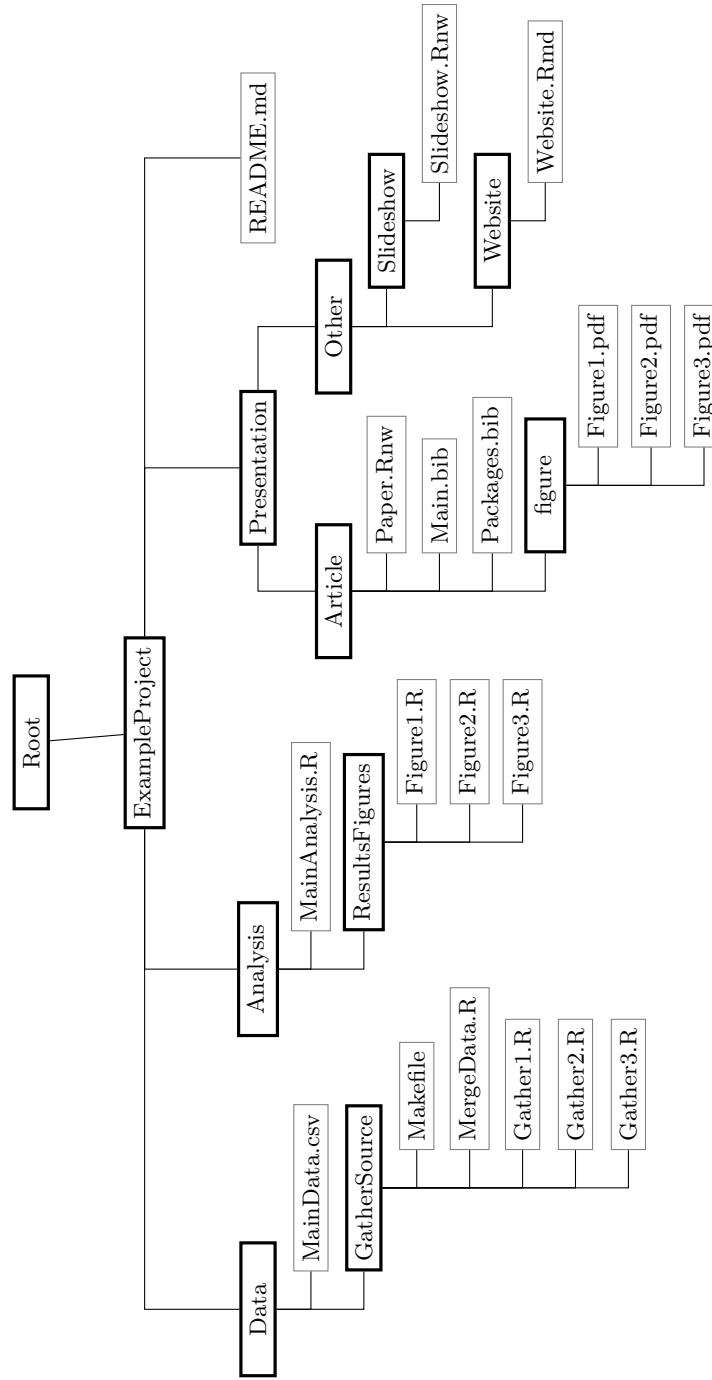 Root
ExampleProject
Data
MainData.csv
GatherSource
Makefile
MergeData.R
Gather1.R
Gather2.R
Gather3.R
Analysis
MainAnalysis.R
ResultsFigures
Figure1.R
Figure2.R
Figure3.R
Presentation
Article
Paper.Rnw
Main.bib
Packages.bib
figure
Figure1.pdf
Figure2.pdf
Figure3.pdf
Other
Slideshow
Slideshow.Rnw
Website
Website.Rmd
README.md